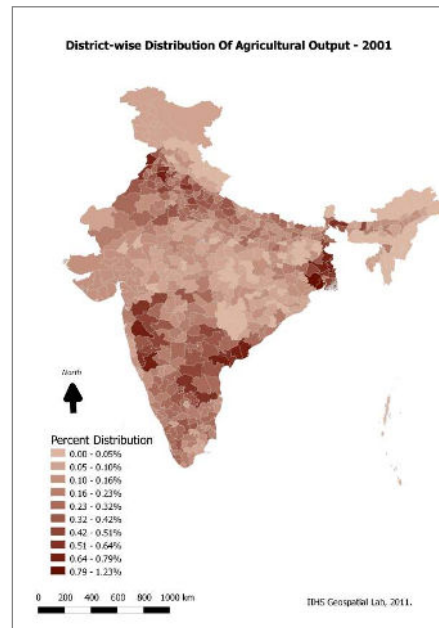 District-wise Distribution Of Agricultural Output - 2001
North
Percent Distribution
0.00 - 0.05%
0.05 - 0.10%
0.10 - 0.16%
0.16 - 0.23%
0.23 - 0.32%
0.32 - 0.42%
0.42 - 0.51%
0.51 - 0.64%
0.64 - 0.79%
0.79 - 1.23%
0 200 400 600 800 1000 km
IIHS Geospatial Lab, 2011.